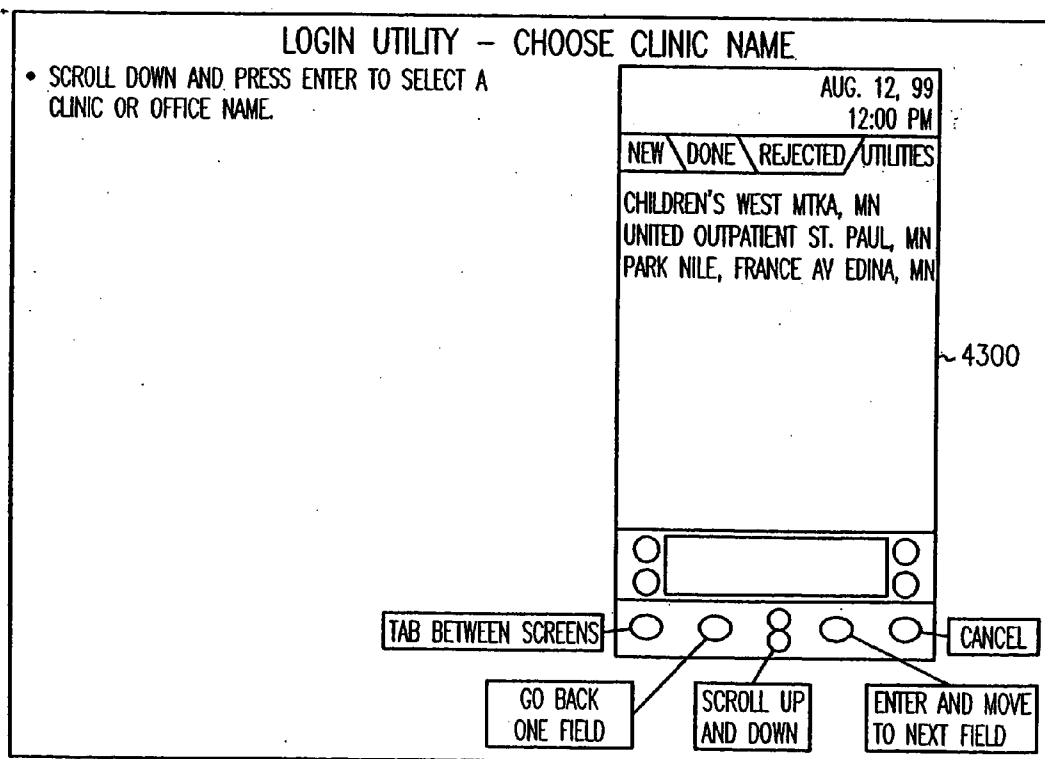 LOGIN UTILITY – CHOOSE CLINIC NAME
• SCROLL DOWN AND PRESS ENTER TO SELECT A
CLINIC OR OFFICE NAME.
AUG. 12, 99
12:00 PM
NEW DONE REJECTED UTILITIES
CHILDREN'S WEST MTKA, MN
UNITED OUTPATIENT ST. PAUL, MN
PARK NILE, FRANCE AV EDINA, MN
4300
TAB BETWEEN SCREENS
CANCEL
GO BACK
ONE FIELD
SCROLL UP
AND DOWN
ENTER AND MOVE
TO NEXT FIELD